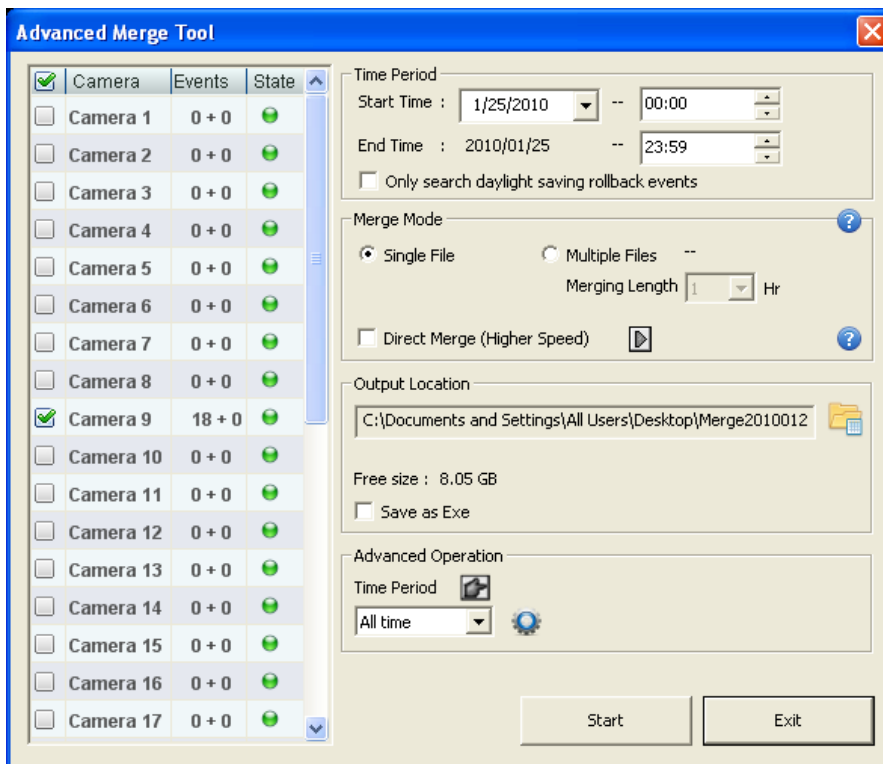 Advanced Merge Tool
Camera Events State
Camera 1 0 + 0
Camera 2 0 + 0
Camera 3 0 + 0
Camera 4 0 + 0
Camera 5 0 + 0
Camera 6 0 + 0
Camera 7 0 + 0
Camera 8 0 + 0
Camera 9 18 + 0
Camera 10 0 + 0
Camera 11 0 + 0
Camera 12 0 + 0
Camera 13 0 + 0
Camera 14 0 + 0
Camera 15 0 + 0
Camera 16 0 + 0
Camera 17 0 + 0
Time Period
Start Time : 1/25/2010 -- 00:00
End Time : 2010/01/25 -- 23:59
Only search daylight saving rollback events
Merge Mode ?
Single File Multiple Files --
Merging Length 1 Hr
Direct Merge (Higher Speed) ?
Output Location
C:\Documents and Settings\All Users\Desktop\Merge2010012
Free size : 8.05 GB
Save as Exe
Advanced Operation
Time Period
All time
Start Exit